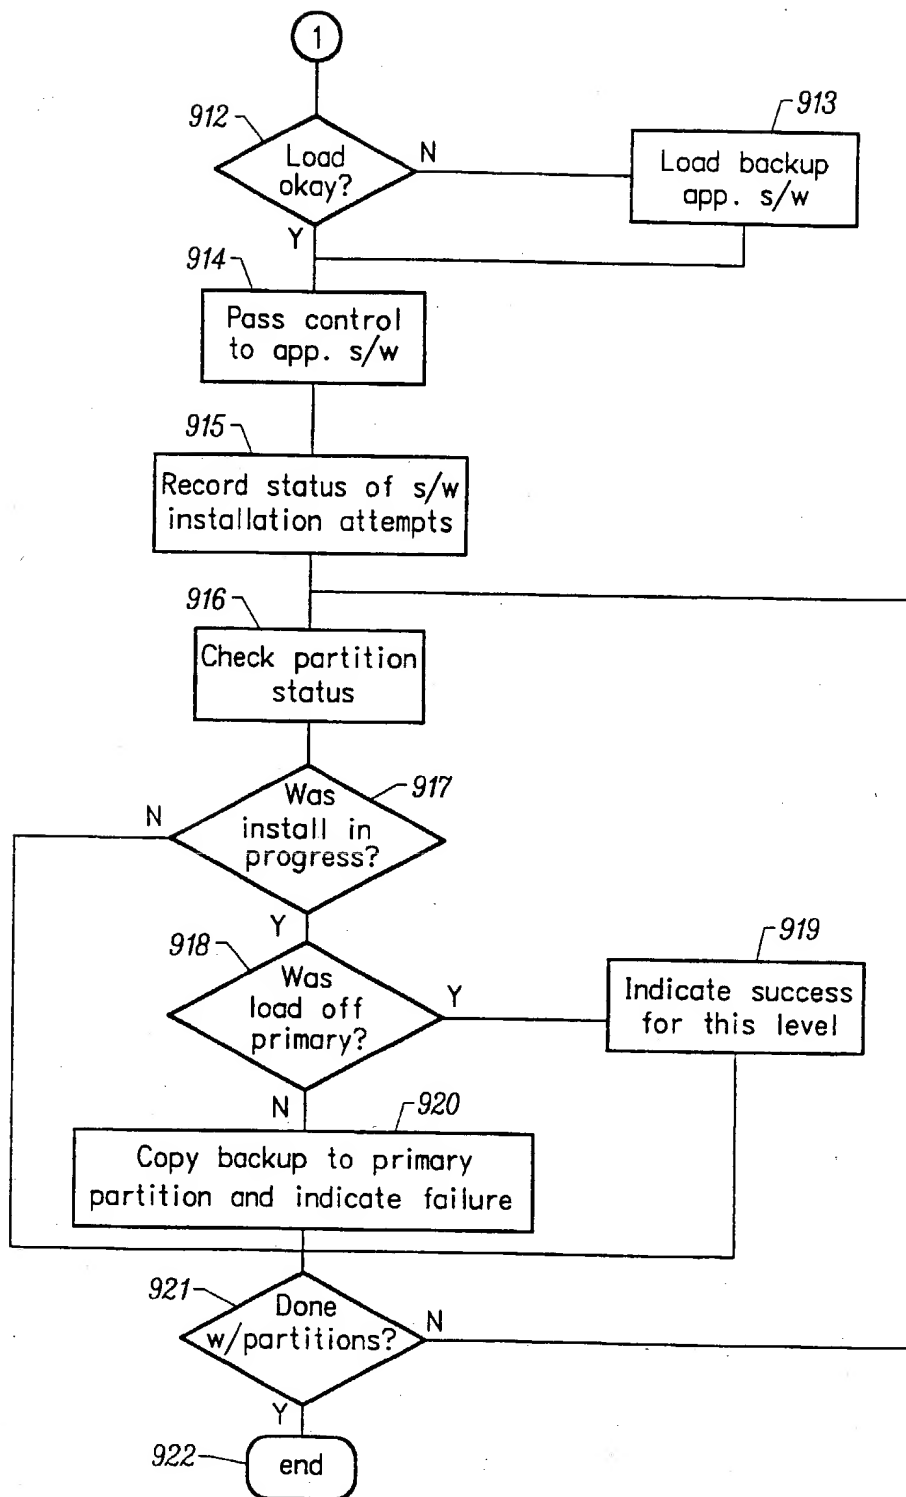 1
912
Load
okay?
N
Y
913
Load backup
app. s/w
914
Pass control
to app. s/w
915
Record status of s/w
installation attempts
916
Check partition
status
917
Was
install in
progress?
N
Y
918
Was
load off
primary?
Y
N
919
Indicate success
for this level
920
Copy backup to primary
partition and indicate failure
921
Done
w/partitions?
N
Y
922
end